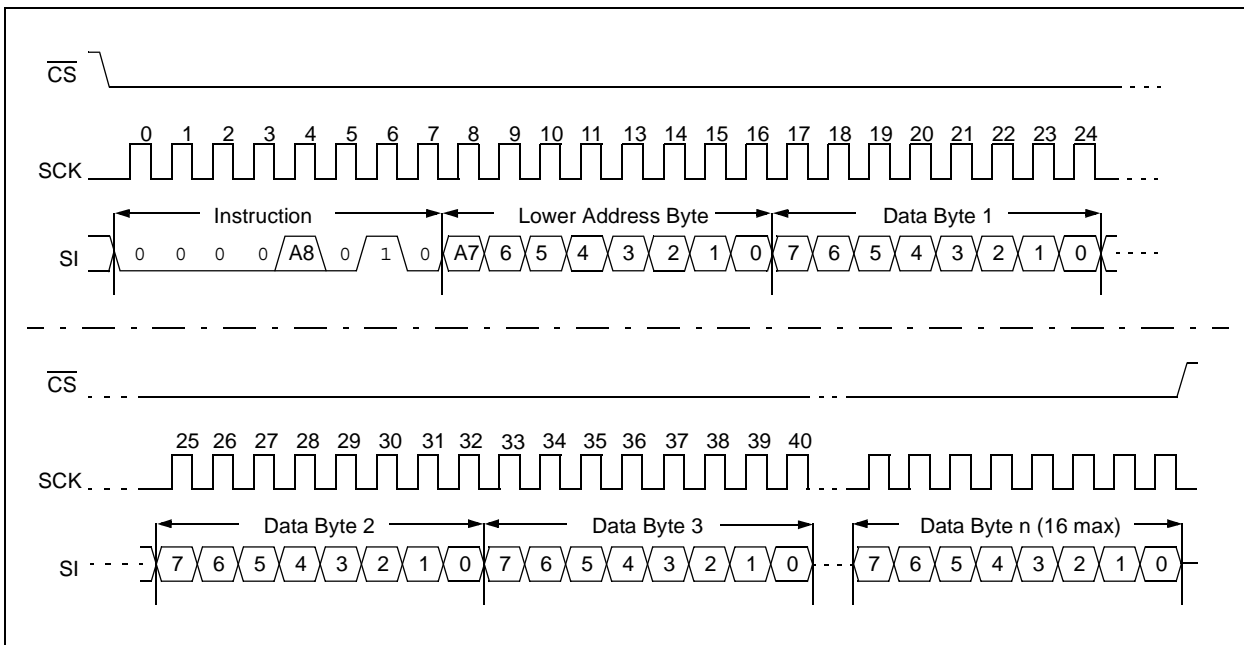 CS
0 1 2 3 4 5 6 7 8 9 10 11 13 14 15 16 17 18 19 20 21 22 23 24
SCK
Instruction Lower Address Byte Data Byte 1
SI 0 0 0 0 A8 0 1 0 A7 6 5 4 3 2 1 0 7 6 5 4 3 2 1 0
CS
25 26 27 28 29 30 31 32 33 34 35 36 37 38 39 40
SCK
Data Byte 2 Data Byte 3 Data Byte n (16 max)
SI 7 6 5 4 3 2 1 0 7 6 5 4 3 2 1 0 7 6 5 4 3 2 1 0